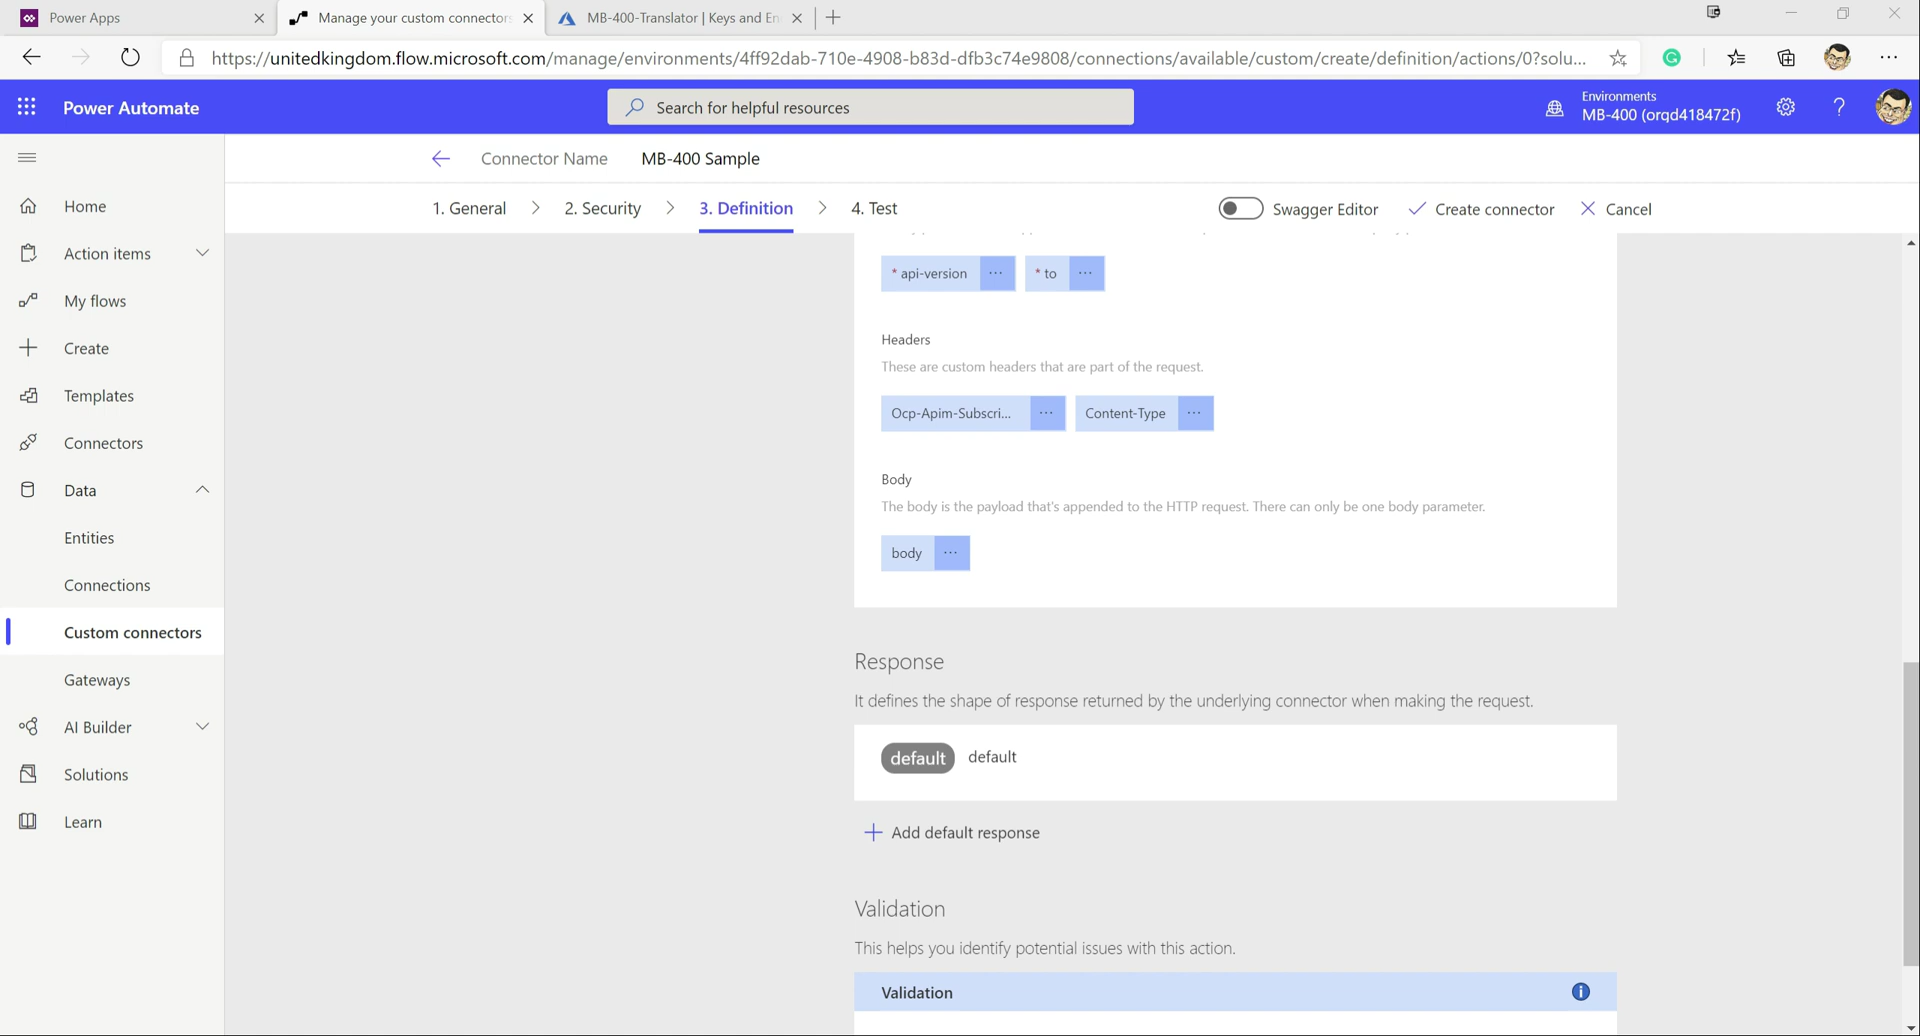 Power Apps
Manage your custom connectors
MB-400-Translator | Keys and En
https://unitedkingdom.flow.microsoft.com/manage/environments/4ff92dab-710e-4908-b83d-dfb3c74e9808/connections/available/custom/create/definition/actions/0?solu...
Power Automate
Search for helpful resources
Environments
MB-400 (orqd418472f)
Connector Name
MB-400 Sample
1. General
2. Security
3. Definition
4. Test
Swagger Editor
Create connector
Cancel
Home
Action items
My flows
Create
Templates
Connectors
Data
Entities
Connections
Custom connectors
Gateways
AI Builder
Solutions
Learn
* api-version ...
* to ...
Headers
These are custom headers that are part of the request.
Ocp-Apim-Subscri... ...
Content-Type ...
Body
The body is the payload that's appended to the HTTP request. There can only be one body parameter.
body ...
Response
It defines the shape of response returned by the underlying connector when making the request.
default default
Add default response
Validation
This helps you identify potential issues with this action.
Validation